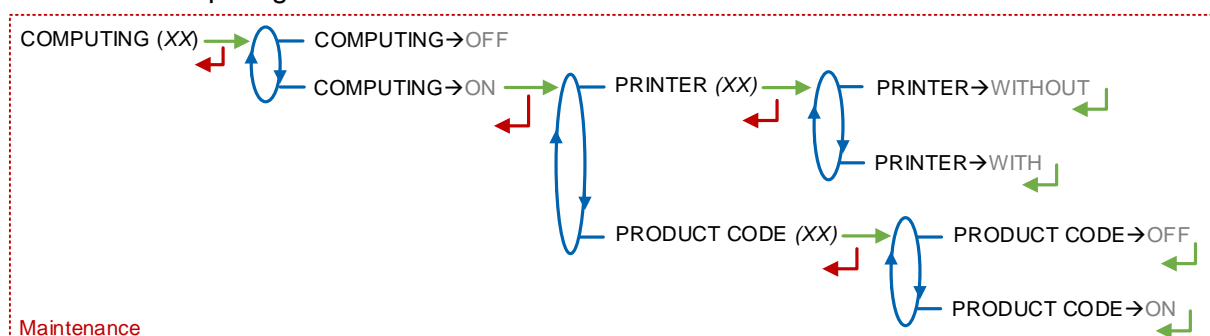 COMPUTING (XX)
COMPUTING→OFF
COMPUTING→ON
PRINTER (XX)
PRINTER→WITHOUT
PRINTER→WITH
PRODUCT CODE (XX)
PRODUCT CODE→OFF
PRODUCT CODE→ON
Maintenance